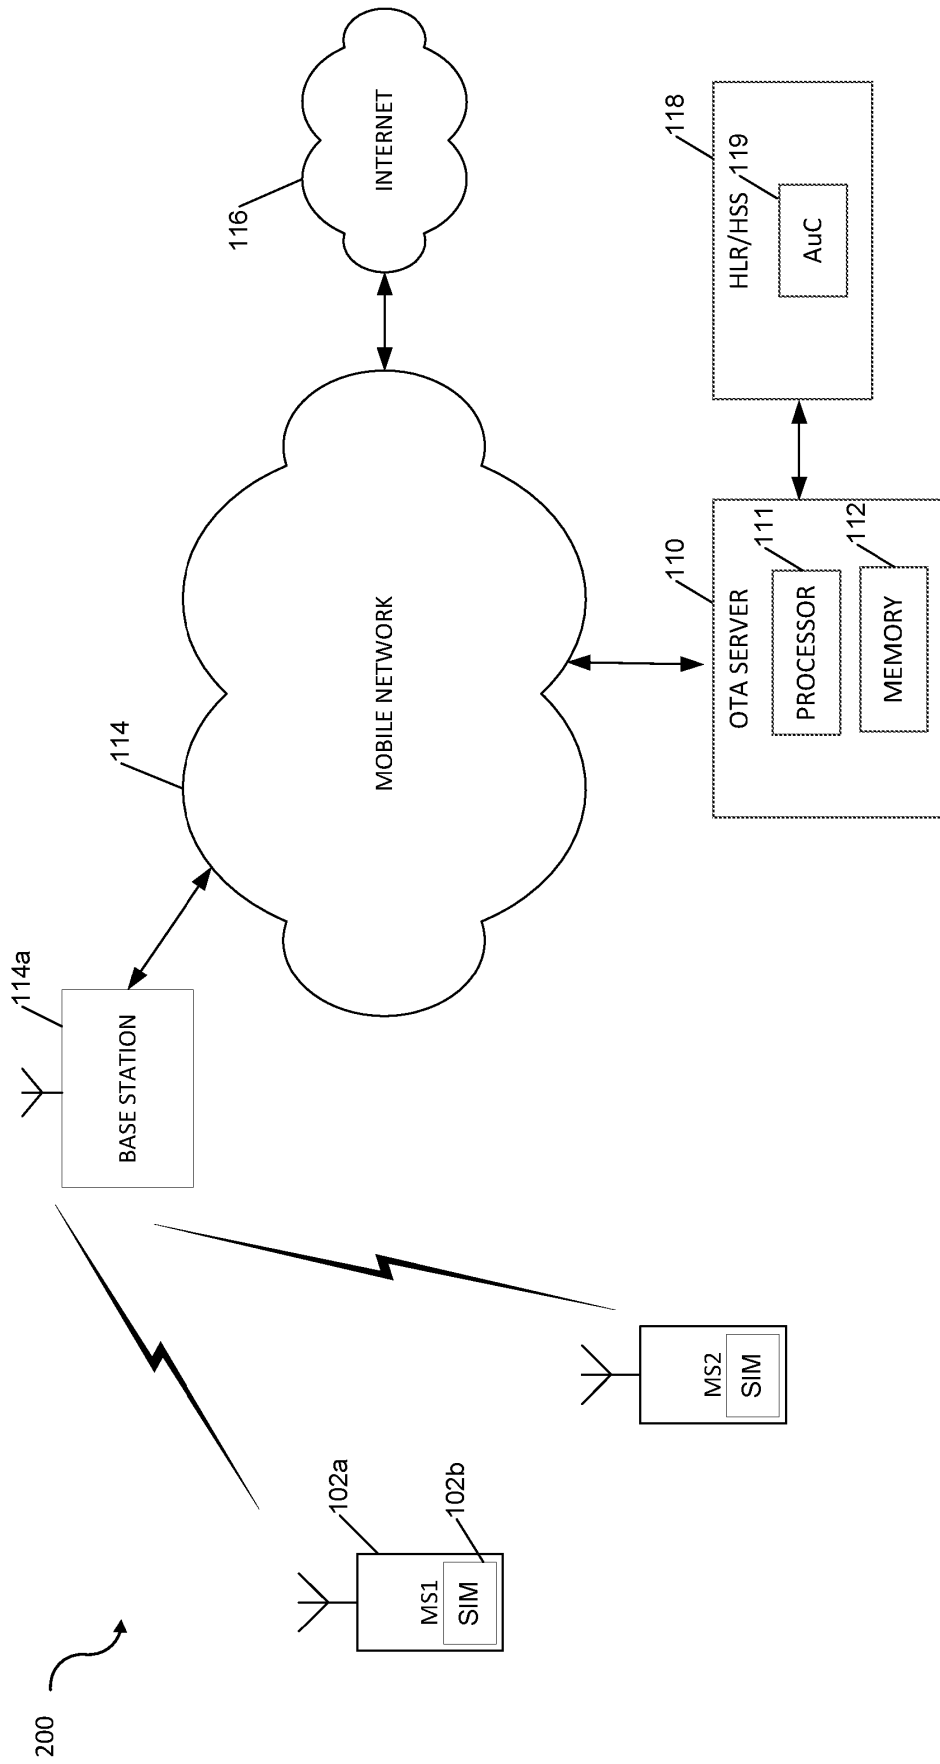 200
102a
MS1
SIM
102b
MS2
SIM
114a
BASE STATION
114
MOBILE NETWORK
116
INTERNET
110
OTA SERVER
111
PROCESSOR
112
MEMORY
118
HLR/HSS
119
AuC